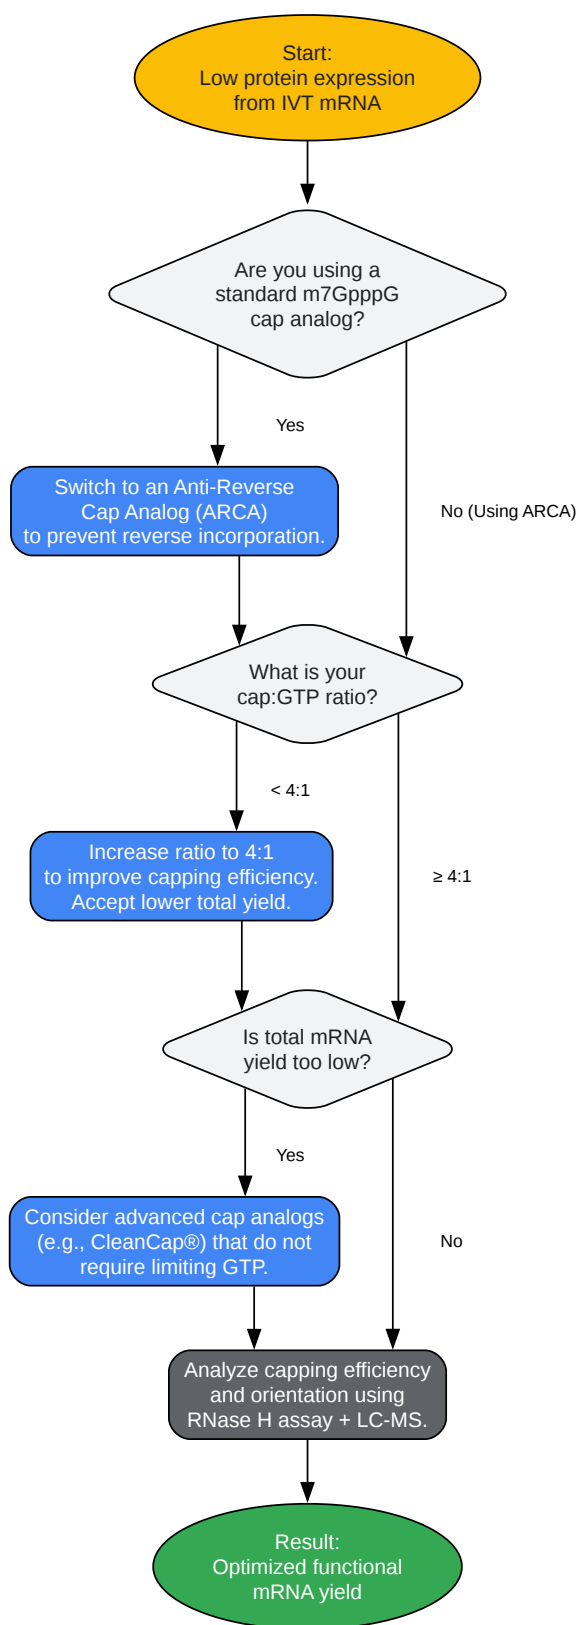 Start:
Low protein expression
from IVT mRNA
Are you using a
standard m7GpppG
cap analog?
Yes
Switch to an Anti-Reverse
Cap Analog (ARCA)
to prevent reverse incorporation.
No (Using ARCA)
What is your
cap:GTP ratio?
< 4:1
Increase ratio to 4:1
to improve capping efficiency.
Accept lower total yield.
≥ 4:1
Is total mRNA
yield too low?
Yes
Consider advanced cap analogs
(e.g., CleanCap®) that do not
require limiting GTP.
No
Analyze capping efficiency
and orientation using
RNase H assay + LC-MS.
Result:
Optimized functional
mRNA yield